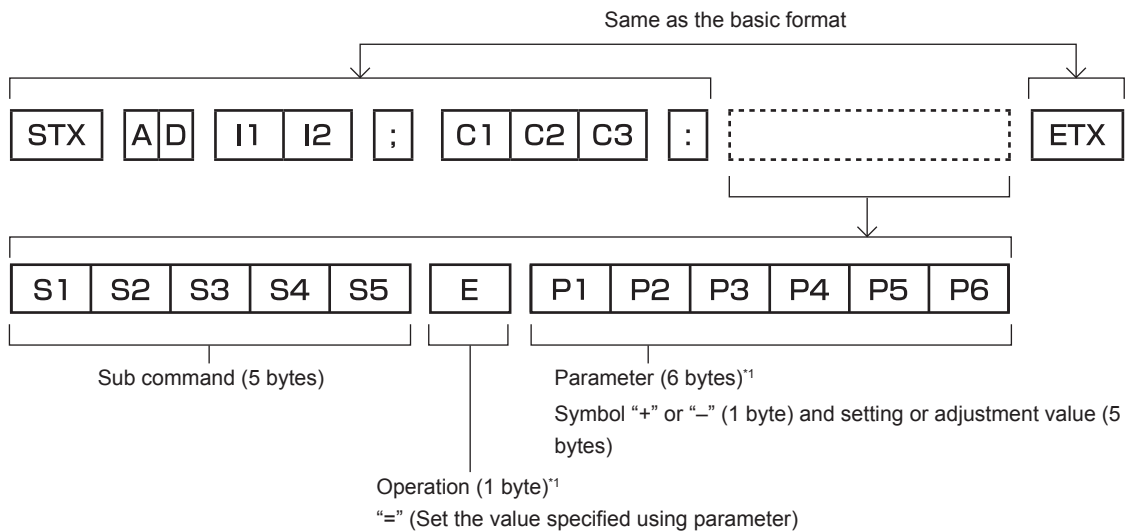 Same as the basic format
STX A D I1 I2 ; C1 C2 C3 : ETX
S1 S2 S3 S4 S5 E P1 P2 P3 P4 P5 P6
Sub command (5 bytes)
Parameter (6 bytes)*1
Symbol “+” or “–” (1 byte) and setting or adjustment value (5
bytes)
Operation (1 byte)*1
“=” (Set the value specified using parameter)